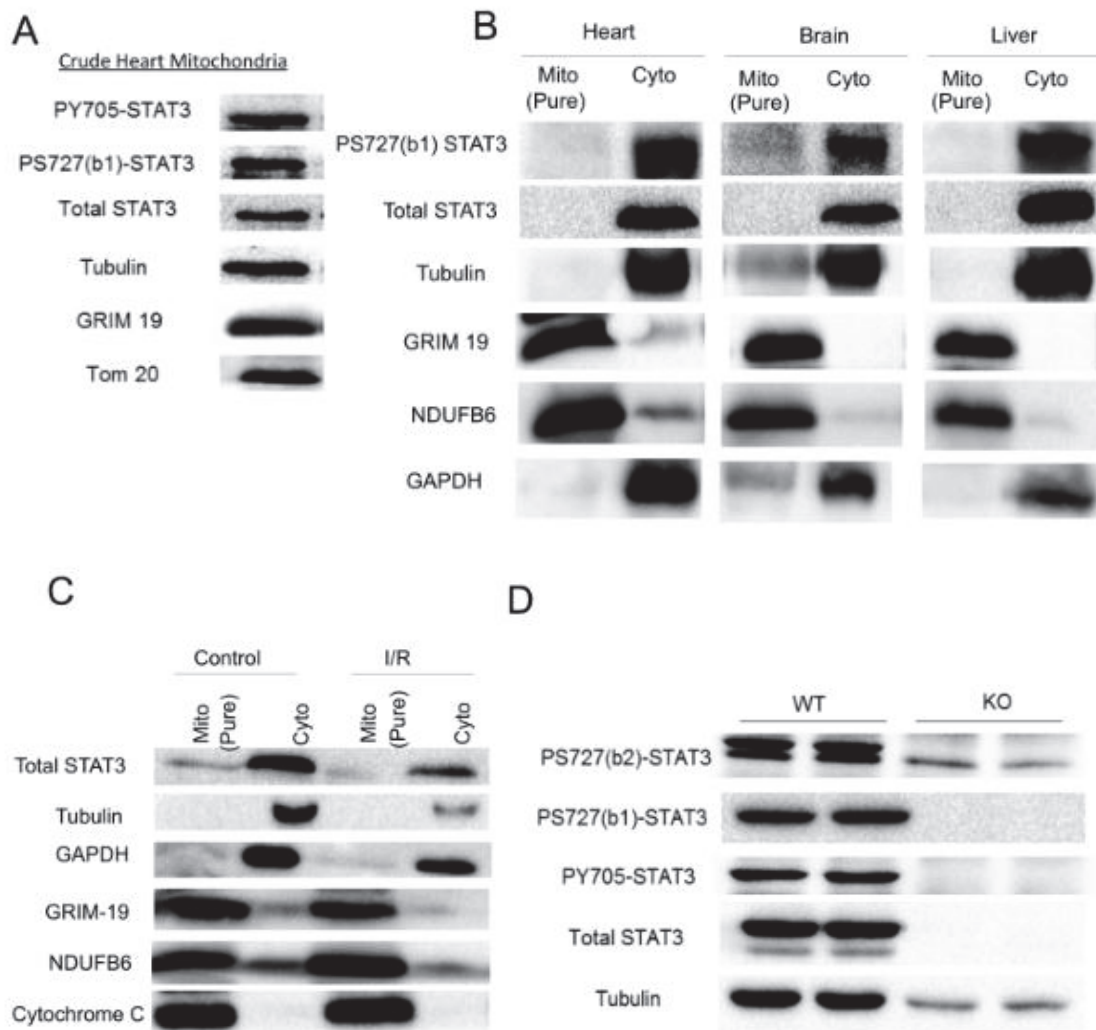 A
Crude Heart Mitochondria
PY705-STAT3
PS727(b1)-STAT3
Total STAT3
Tubulin
GRIM 19
Tom 20
B
Heart Brain Liver
Mito Cyto Mito Cyto Mito Cyto
(Pure) (Pure) (Pure)
PS727(b1) STAT3
Total STAT3
Tubulin
GRIM 19
NDUFB6
GAPDH
C
Control I/R
Mito
(Pure)
Cyto
Mito
(Pure)
Cyto
Total STAT3
Tubulin
GAPDH
GRIM-19
NDUFB6
Cytochrome C
D
WT KO
PS727(b2)-STAT3
PS727(b1)-STAT3
PY705-STAT3
Total STAT3
Tubulin